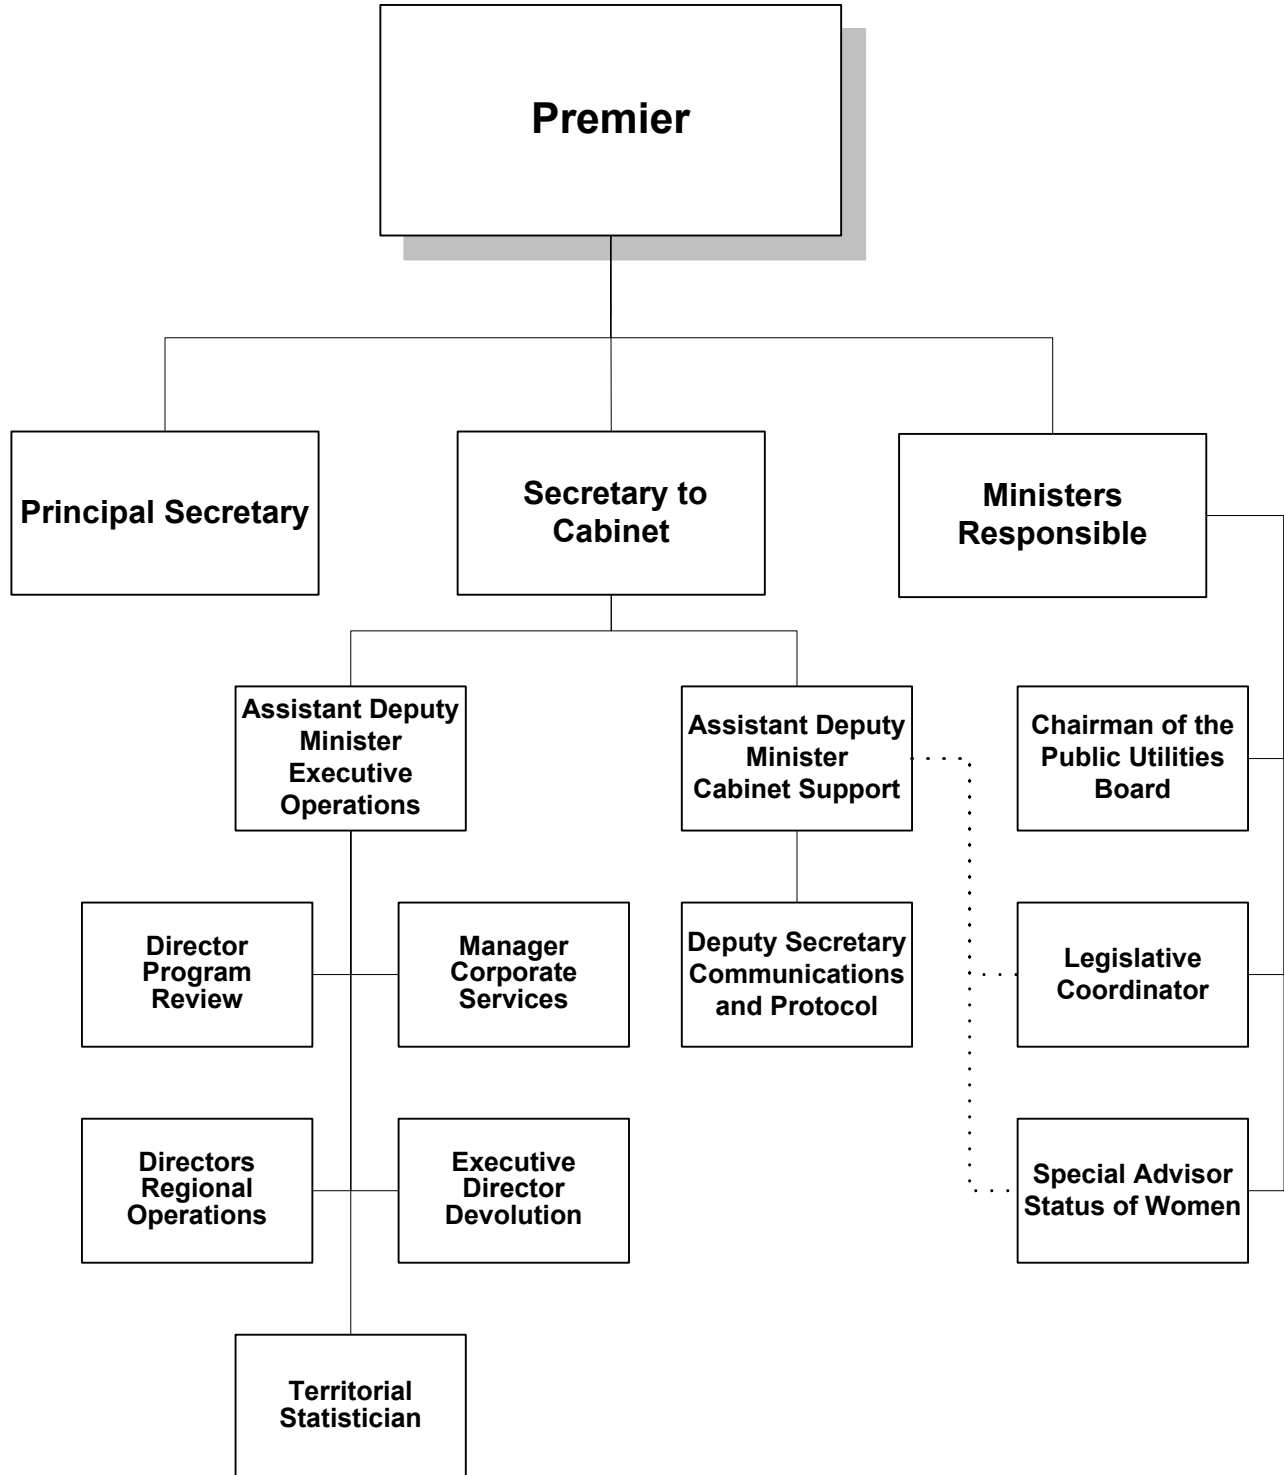 Premier
Principal Secretary
Secretary to
Cabinet
Ministers
Responsible
Assistant Deputy
Minister
Executive
Operations
Assistant Deputy
Minister
Cabinet Support
Chairman of the
Public Utilities
Board
Director
Program
Review
Manager
Corporate
Services
Deputy Secretary
Communications
and Protocol
Legislative
Coordinator
Directors
Regional
Operations
Executive
Director
Devolution
Special Advisor
Status of Women
Territorial
Statistician